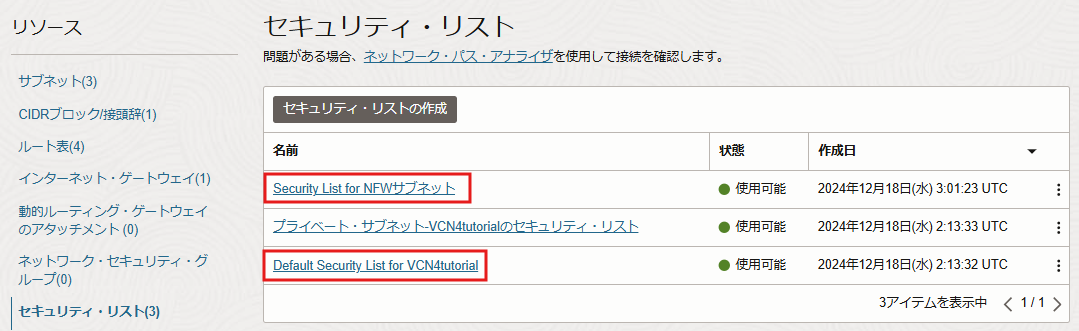 リソース
サブネット(3)
CIDRブロック/接頭辞(1)
ルート表(4)
インターネット・ゲートウェイ(1)
動的ルーティング・ゲートウェイ
のアタッチメント (0)
ネットワーク・セキュリティ・グ
ループ(0)
セキュリティ・リスト(3)
セキュリティ・リスト
問題がある場合、ネットワーク・パス・アナライザを使用して接続を確認します。
セキュリティ・リストの作成
名前 状態 作成日
Security List for NFWサブネット 使用可能 2024年12月18日(水) 3:01:23 UTC
プライベート・サブネット-VCN4tutorialのセキュリティ・リスト 使用可能 2024年12月18日(水) 2:13:33 UTC
Default Security List for VCN4tutorial 使用可能 2024年12月18日(水) 2:13:32 UTC
3アイテムを表示中 1 / 1